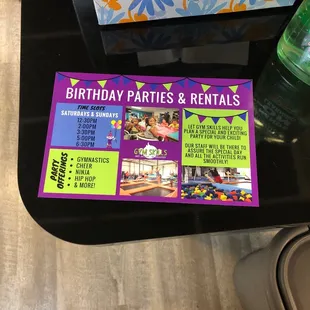 BIRTHDAY PARTIES & RENTALS
TIME SLOTS
SATURDAYS & SUNDAYS
12:30PM
2:00PM
3:30PM
5:00PM
6:30PM
PARTY
OFFERINGS
• GYMNASTICS
• CHEER
• NINJA
• HIP HOP
• & MORE!
GYM SKILLS
LET GYM SKILLS HELP YOU
PLAN A SPECIAL AND EXCITING
PARTY FOR YOUR CHILD!
OUR STAFF WILL BE THERE TO
ASSURE THE SPECIAL DAY
AND ALL THE ACTIVITIES RUN
SMOOTHLY!